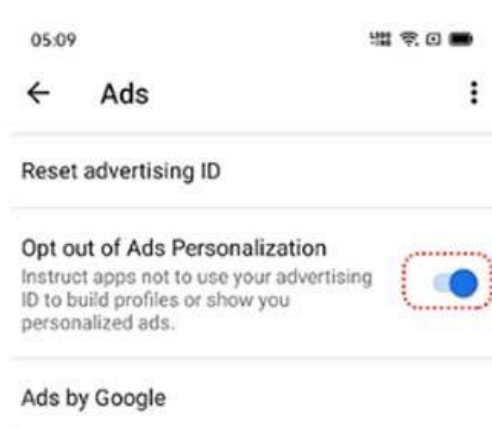 05:09
Ads
Reset advertising ID
Opt out of Ads Personalization
Instruct apps not to use your advertising
ID to build profiles or show you
personalized ads.
Ads by Google